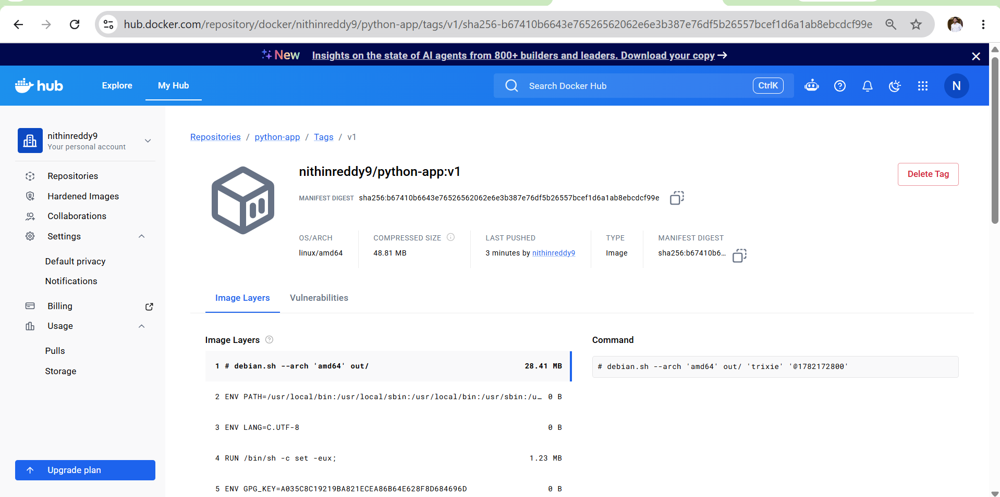 hub.docker.com/repository/docker/nithinreddy9/python-app/tags/v1/sha256-b67410b6643e76526562062e6e3b387e76df5b26557bcef1d6a1ab8ebcdcf99e
New Insights on the state of AI agents from 800+ builders and leaders. Download your copy →
hub Explore My Hub Search Docker Hub CtrlK N
nithinreddy9
Your personal account
Repositories
Hardened Images
Collaborations
Settings
Default privacy
Notifications
Billing
Usage
Pulls
Storage
Upgrade plan
Repositories / python-app / Tags / v1
nithinreddy9/python-app:v1
Delete Tag
MANIFEST DIGEST sha256:b67410b6643e76526562062e6e3b387e76df5b26557bcef1d6a1ab8ebcdcf99e
OS/ARCH COMPRESSED SIZE LAST PUSHED TYPE MANIFEST DIGEST
linux/amd64 48.81 MB 3 minutes by nithinreddy9 Image sha256:b67410b6...
Image Layers Vulnerabilities
Image Layers
1 # debian.sh --arch 'amd64' out/ 28.41 MB
2 ENV PATH=/usr/local/bin:/usr/local/sbin:/usr/local/bin:/usr/sbin:/u… 0 B
3 ENV LANG=C.UTF-8 0 B
4 RUN /bin/sh -c set -eux; 1.23 MB
5 ENV GPG_KEY=A035C8C19219BA821ECEA86B64E628F8D684696D 0 B
Command
# debian.sh --arch 'amd64' out/ 'trixie' '@1782172800'